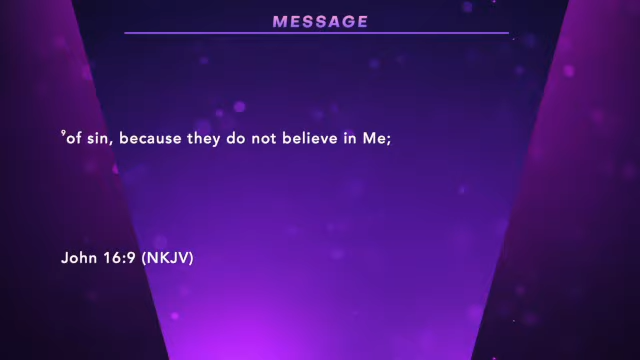 MESSAGE
⁹of sin, because they do not believe in Me;
John 16:9 (NKJV)